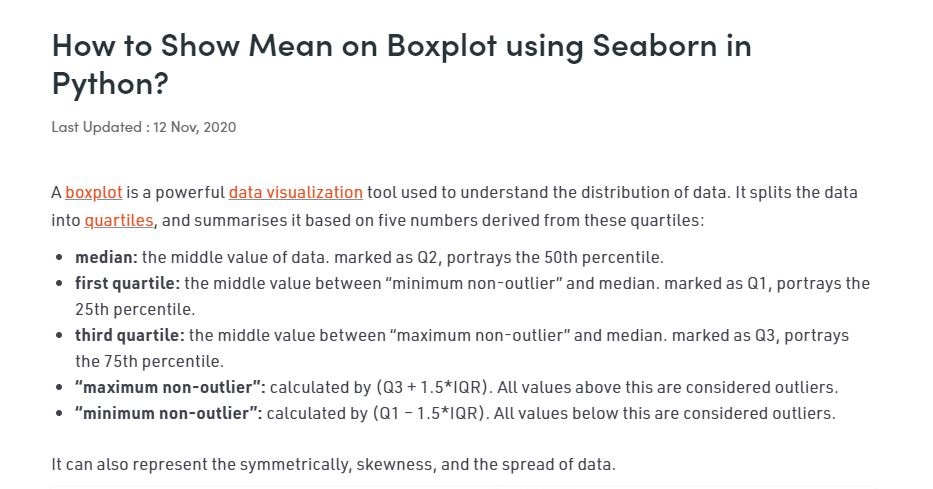 How to Show Mean on Boxplot using Seaborn in
Python?
Last Updated : 12 Nov, 2020
A boxplot is a powerful data visualization tool used to understand the distribution of data. It splits the data
into quartiles, and summarises it based on five numbers derived from these quartiles:
• median: the middle value of data. marked as Q2, portrays the 50th percentile.
• first quartile: the middle value between “minimum non-outlier” and median. marked as Q1, portrays the
25th percentile.
• third quartile: the middle value between “maximum non-outlier” and median. marked as Q3, portrays
the 75th percentile.
• “maximum non-outlier”: calculated by (Q3 + 1.5*IQR). All values above this are considered outliers.
• “minimum non-outlier”: calculated by (Q1 – 1.5*IQR). All values below this are considered outliers.
It can also represent the symmetrically, skewness, and the spread of data.